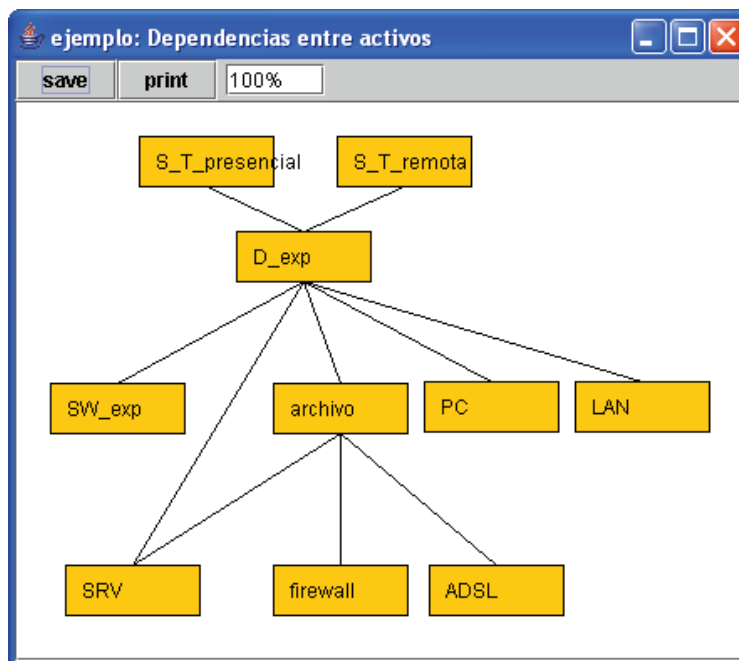 ejemplo: Dependencias entre activos
save print 100%
S_T_presencial S_T_remota
D_exp
SW_exp archivo PC LAN
SRV firewall ADSL